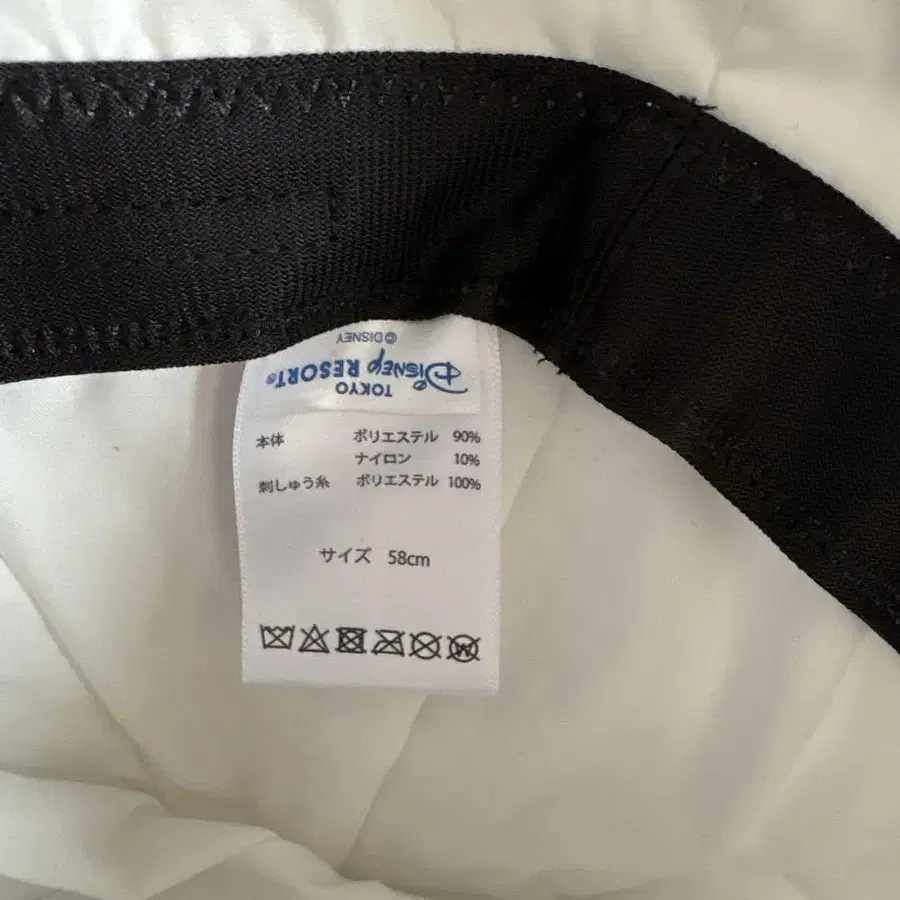 © DISNEY
TOKYO
Disney RESORT®
本体 ポリエステル 90%
ナイロン 10%
刺しゅう糸 ポリエステル 100%
サイズ 58cm
W